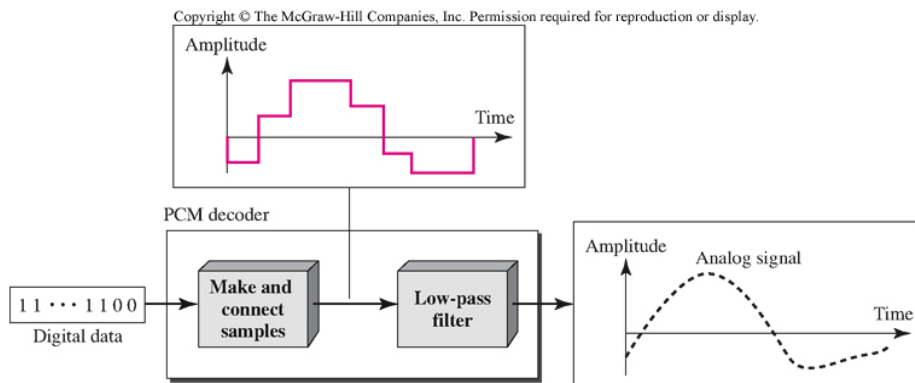 Copyright © The McGraw-Hill Companies, Inc. Permission required for reproduction or display.
Amplitude
Time
PCM decoder
Make and
connect
samples
Low-pass
filter
11 ··· 1100
Digital data
Amplitude
Analog signal
Time